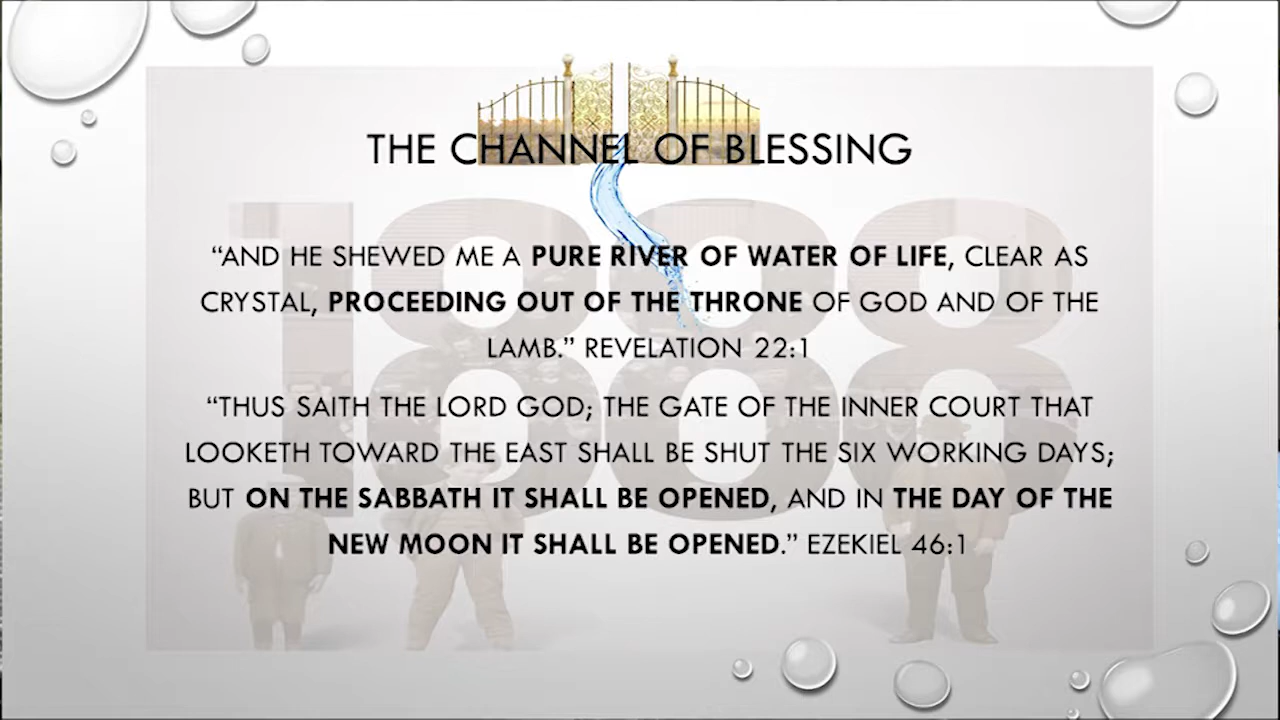 THE CHANNEL OF BLESSING
1888
“AND HE SHEWED ME A PURE RIVER OF WATER OF LIFE, CLEAR AS
CRYSTAL, PROCEEDING OUT OF THE THRONE OF GOD AND OF THE
LAMB.” REVELATION 22:1
“THUS SAITH THE LORD GOD; THE GATE OF THE INNER COURT THAT
LOOKETH TOWARD THE EAST SHALL BE SHUT THE SIX WORKING DAYS;
BUT ON THE SABBATH IT SHALL BE OPENED, AND IN THE DAY OF THE
NEW MOON IT SHALL BE OPENED.” EZEKIEL 46:1